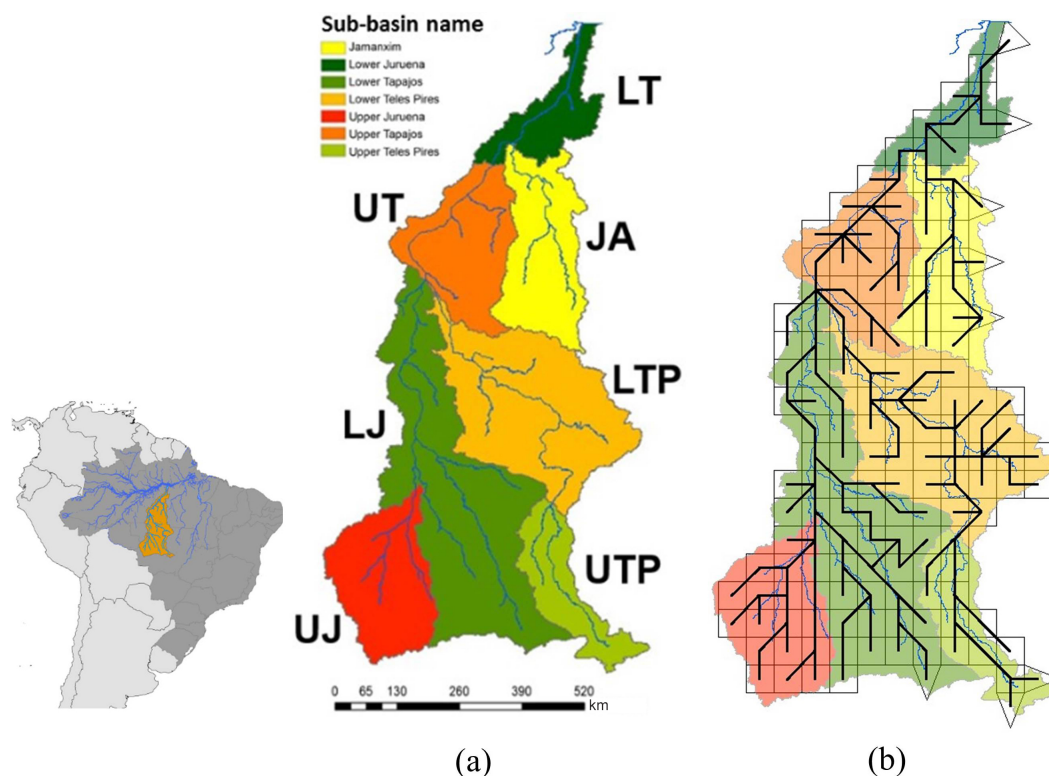 Sub-basin name
Jamanxim
Lower Juruena
Lower Tapajos
Lower Teles Pires
Upper Juruena
Upper Tapajos
Upper Teles Pires
LT
UT
JA
LTP
LJ
UTP
UJ
0 65 130 260 390 520
km
(a)
(b)